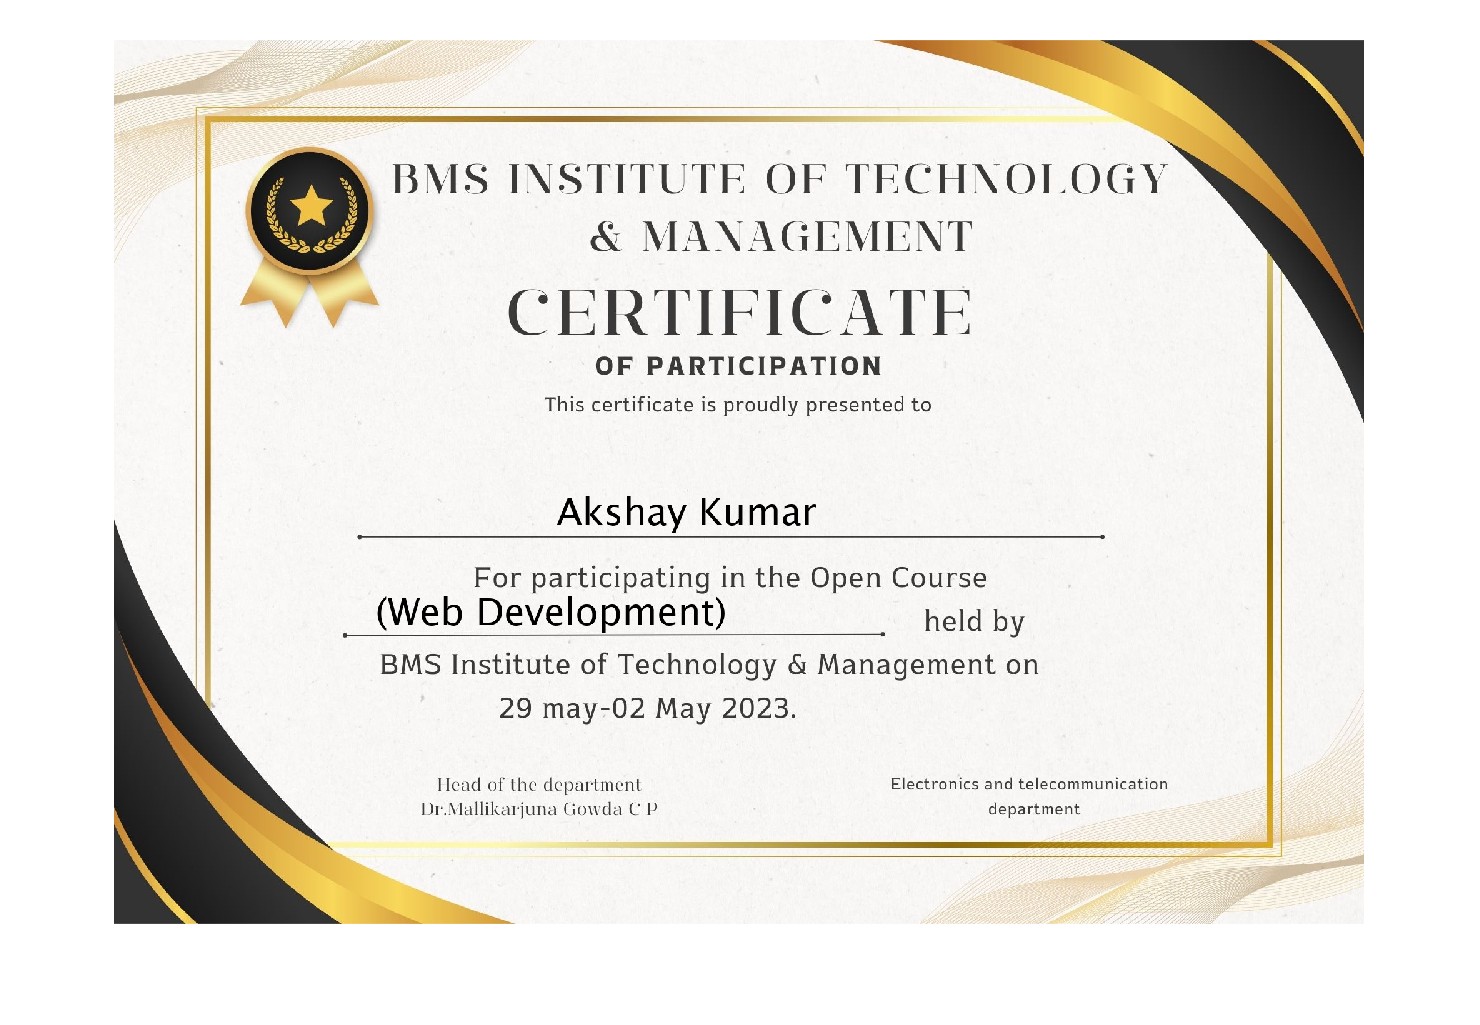 BMS INSTITUTE OF TECHNOLOGY
& MANAGEMENT
CERTIFICATE
OF PARTICIPATION
This certificate is proudly presented to
Akshay Kumar
For participating in the Open Course
(Web Development) held by
BMS Institute of Technology & Management on
29 may-02 May 2023.
Head of the department
Dr.Mallikarjuna Gowda C P
Electronics and telecommunication
department